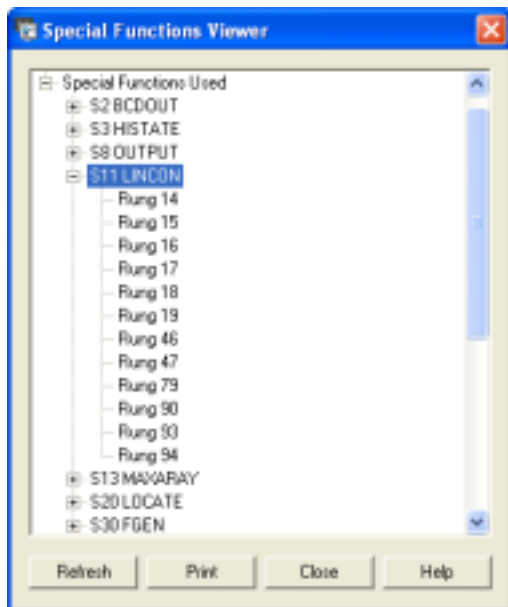 Special Functions Viewer
Special Functions Used
S2 BCDOUT
S3 HISTATE
S8 OUTPUT
S11 LINCON
Rung 14
Rung 15
Rung 16
Rung 17
Rung 18
Rung 19
Rung 46
Rung 47
Rung 79
Rung 90
Rung 93
Rung 94
S13 MAXARAY
S20 LOCATE
S30 FGEN
Refresh Print Close Help